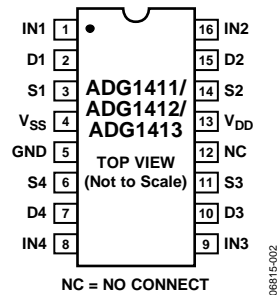 IN1 1 16 IN2
D1 2 15 D2
S1 3 ADG1411/ 14 S2
ADG1412/
VSS 4 ADG1413 13 VDD
GND 5 TOP VIEW 12 NC
S4 6 (Not to Scale) 11 S3
D4 7 10 D3
IN4 8 9 IN3
NC = NO CONNECT
06815-002